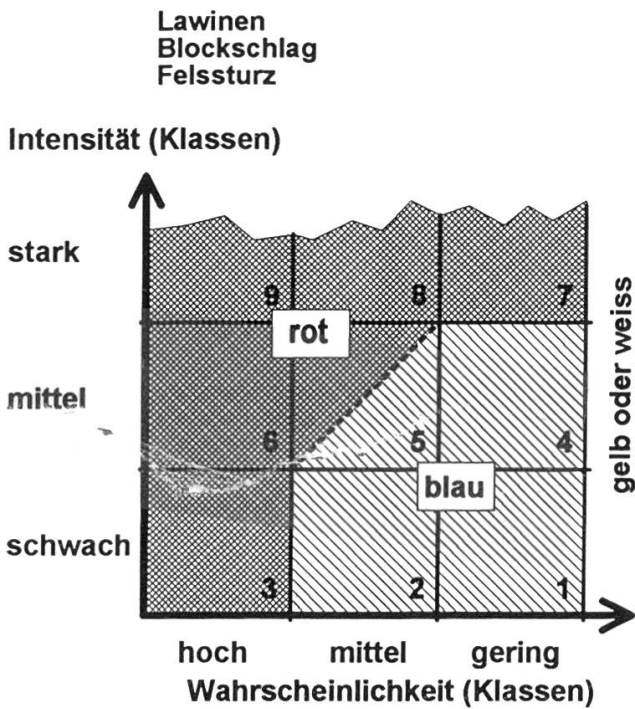 Lawinen
Blockschlag
Felssturz
Intensität (Klassen)
stark
9 8 7
rot
mittel
6 5 4
blau
schwach
3 2 1
gelb oder weiss
hoch mittel gering
Wahrscheinlichkeit (Klassen)